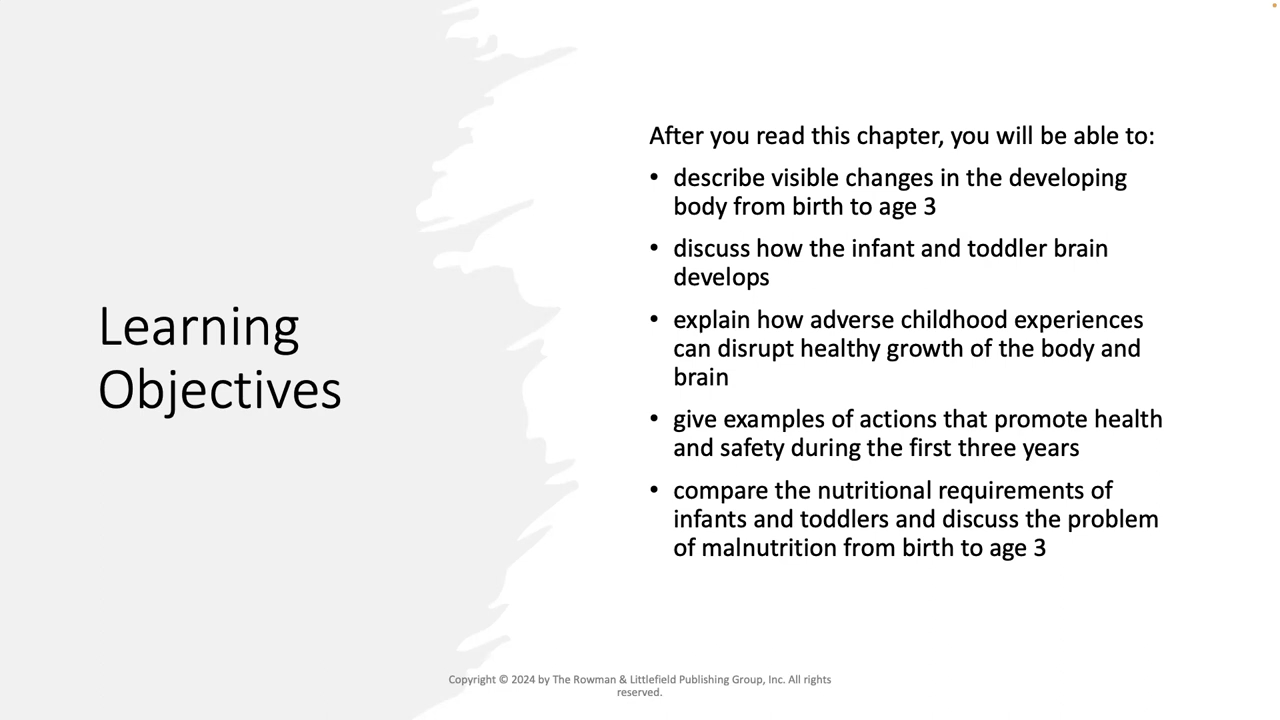 Learning
Objectives
After you read this chapter, you will be able to:
• describe visible changes in the developing
body from birth to age 3
• discuss how the infant and toddler brain
develops
• explain how adverse childhood experiences
can disrupt healthy growth of the body and
brain
• give examples of actions that promote health
and safety during the first three years
• compare the nutritional requirements of
infants and toddlers and discuss the problem
of malnutrition from birth to age 3
Copyright © 2024 by The Rowman & Littlefield Publishing Group, Inc. All rights
reserved.